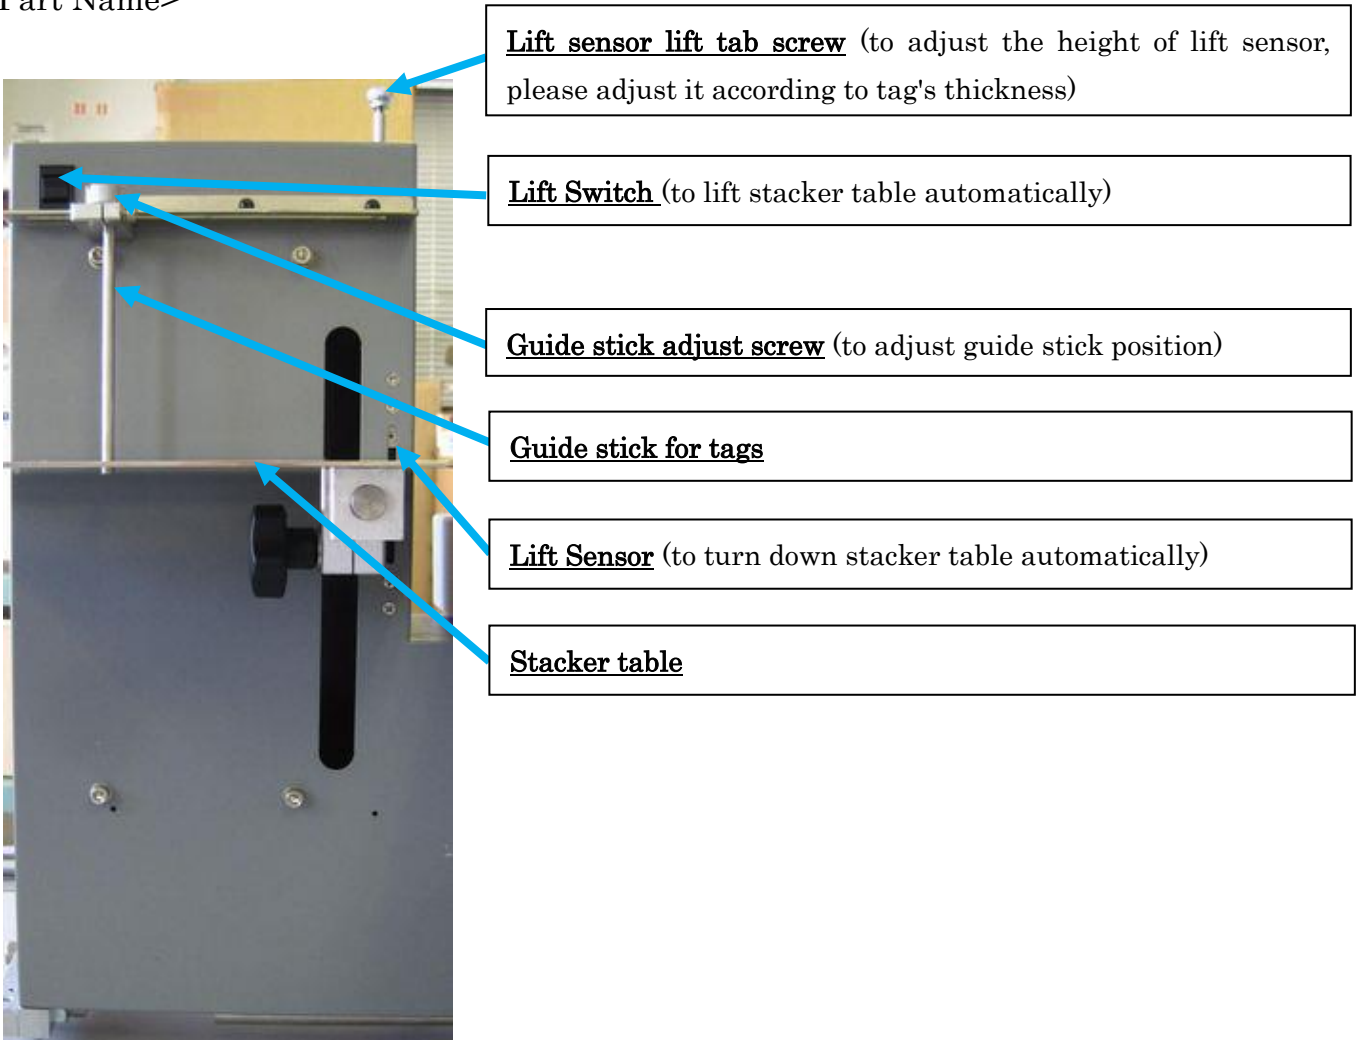 Part Name>
Lift sensor lift tab screw (to adjust the height of lift sensor,
please adjust it according to tag's thickness)
Lift Switch (to lift stacker table automatically)
Guide stick adjust screw (to adjust guide stick position)
Guide stick for tags
Lift Sensor (to turn down stacker table automatically)
Stacker table